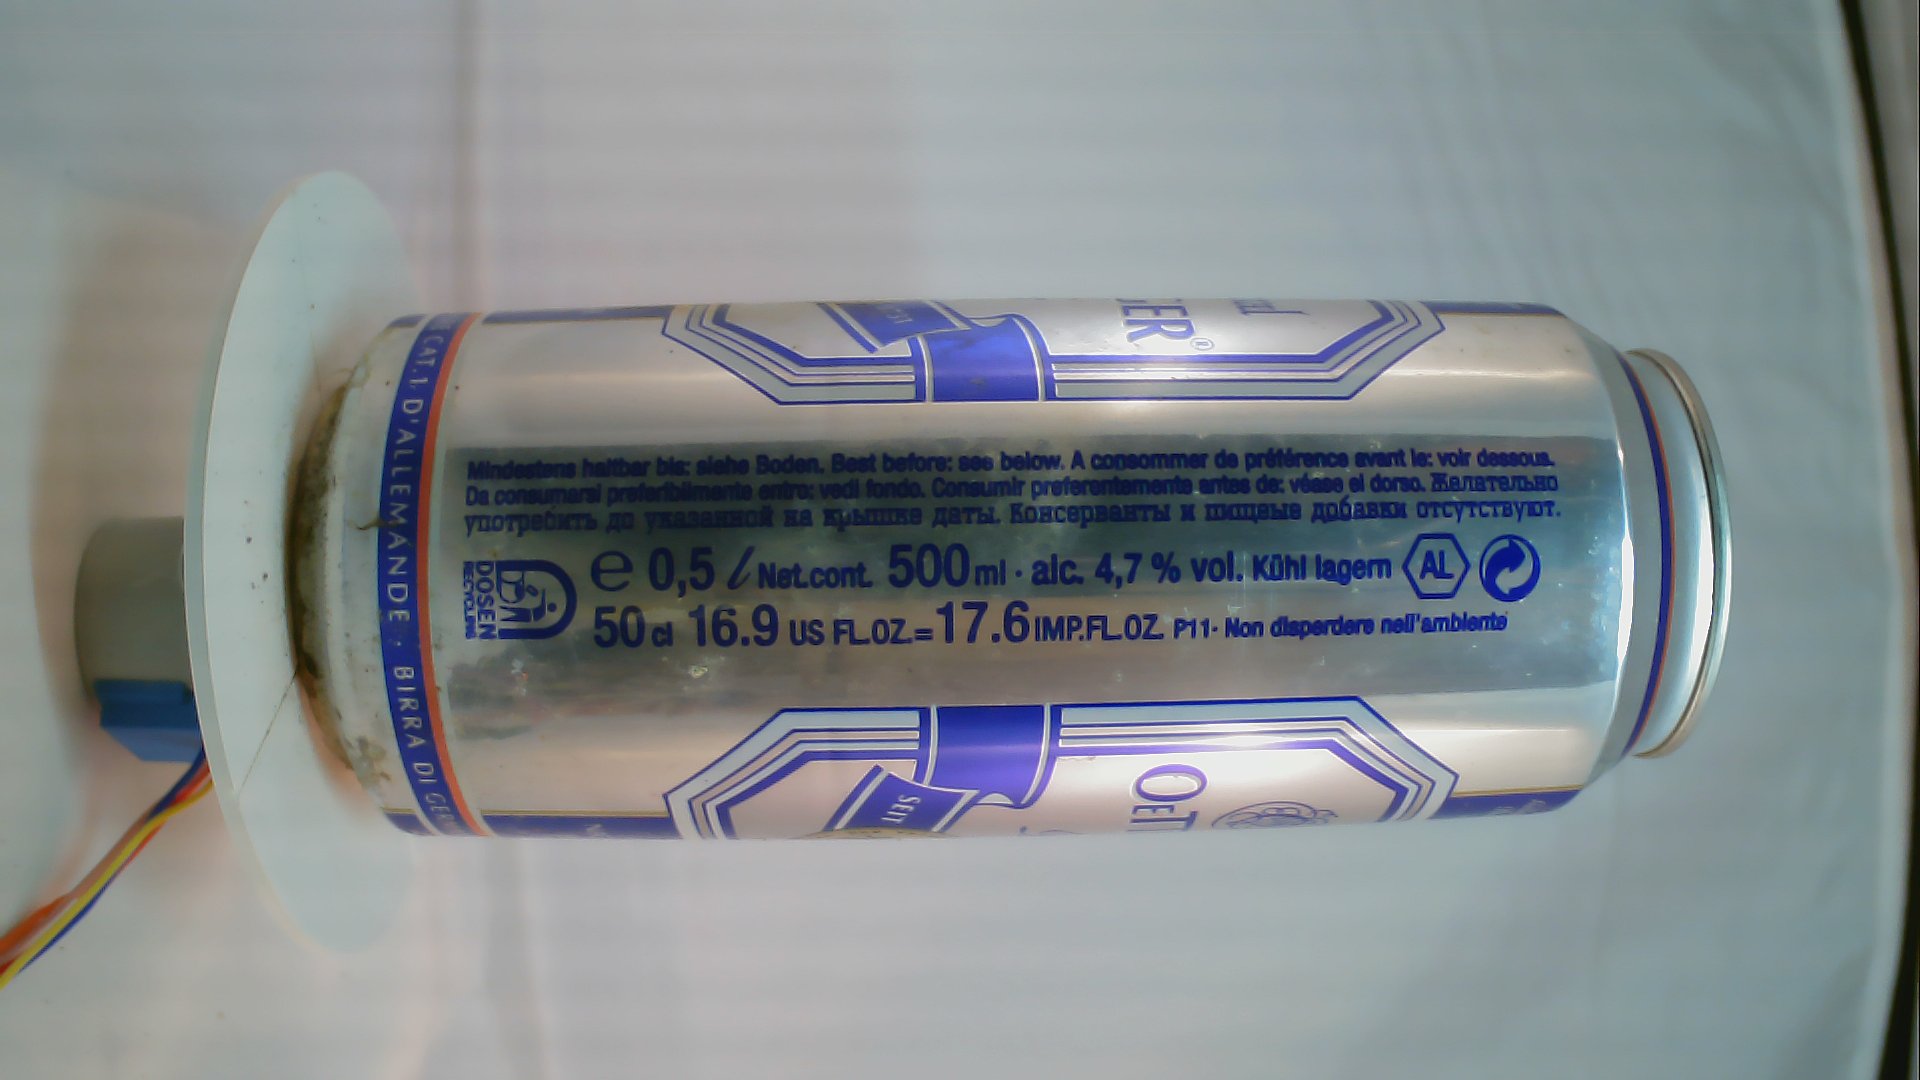 Mindestens haltbar bis: siehe Boden. Best before: see below. A consommer de préférence avant le: voir dessous.
Da consumarsi preferibilmente entro: vedi fondo. Consumir preferentemente antes de: véase el dorso. Желательно
употребить до указанной на крышке даты. Консерванты и пищевые добавки отсутствуют.
e 0,5 l Net.cont. 500 ml · alc. 4,7 % vol. Kühl lagern AL
50 cl 16.9 US FL.OZ.= 17.6 IMP.FL.OZ. P11· Non disperdere nell'ambiente
DOSEN
RECYCLING
CAT.1, D'ALLEMANDE · BIRRA DI
GER®
SEIT
OET